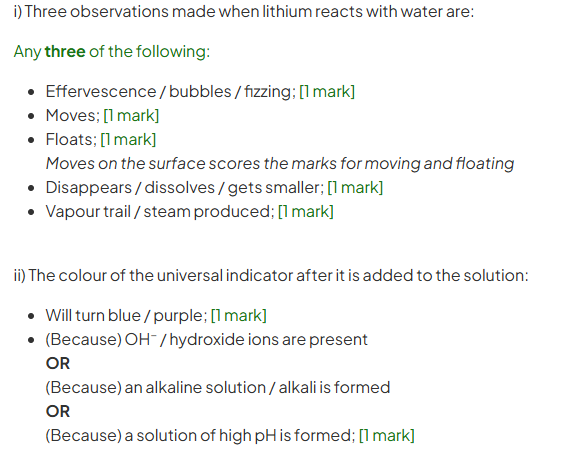 i) Three observations made when lithium reacts with water are:
Any three of the following:
• Effervescence / bubbles / fizzing; [1 mark]
• Moves; [1 mark]
• Floats; [1 mark]
Moves on the surface scores the marks for moving and floating
• Disappears / dissolves / gets smaller; [1 mark]
• Vapour trail / steam produced; [1 mark]
ii) The colour of the universal indicator after it is added to the solution:
• Will turn blue / purple; [1 mark]
• (Because) OH⁻ / hydroxide ions are present
OR
(Because) an alkaline solution / alkali is formed
OR
(Because) a solution of high pH is formed; [1 mark]